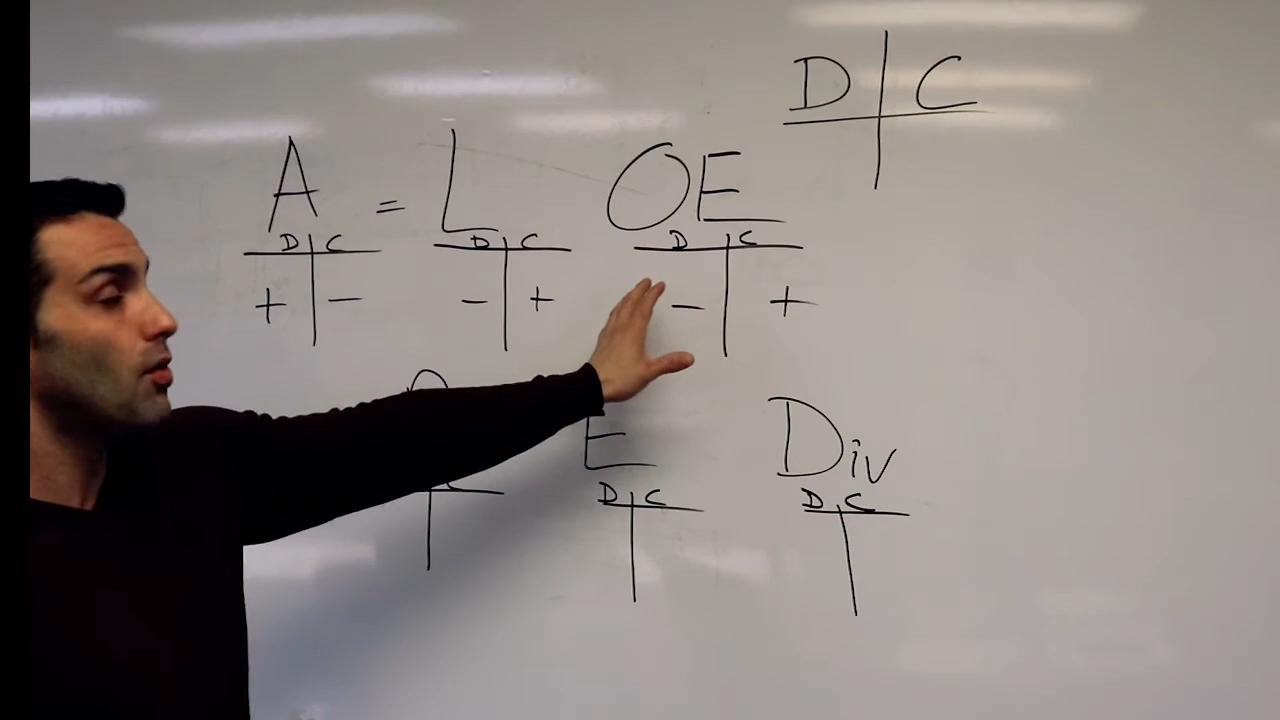 D C
A = L OE
D C D C D C
+ - - + - +
E Div
D C D C